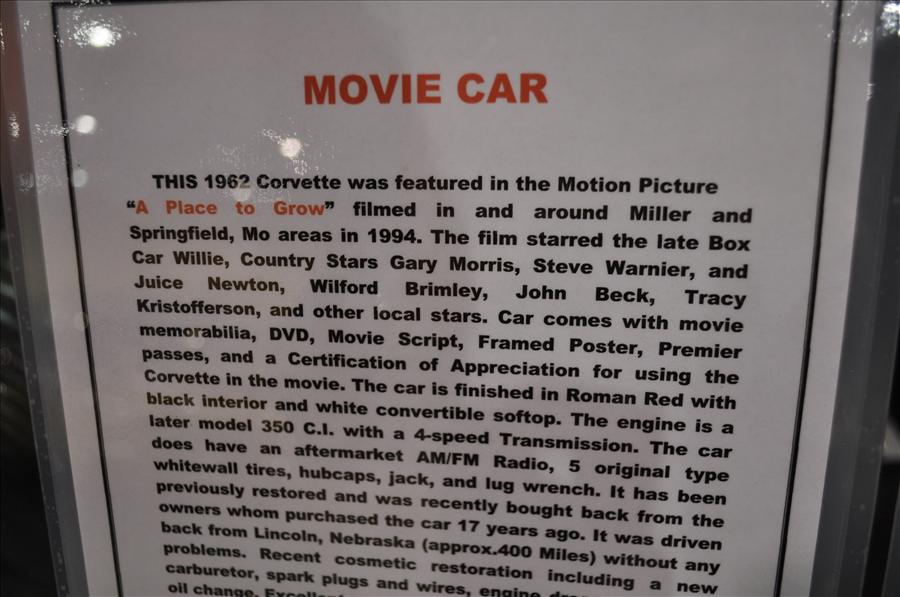 MOVIE CAR
THIS 1962 Corvette was featured in the Motion Picture
“A Place to Grow” filmed in and around Miller and
Springfield, Mo areas in 1994. The film starred the late Box
Car Willie, Country Stars Gary Morris, Steve Warnier, and
Juice Newton, Wilford Brimley, John Beck, Tracy
Kristofferson, and other local stars. Car comes with movie
memorabilia, DVD, Movie Script, Framed Poster, Premier
passes, and a Certification of Appreciation for using the
Corvette in the movie. The car is finished in Roman Red with
black interior and white convertible softop. The engine is a
later model 350 C.I. with a 4-speed Transmission. The car
does have an aftermarket AM/FM Radio, 5 original type
whitewall tires, hubcaps, jack, and lug wrench. It has been
previously restored and was recently bought back from the
owners whom purchased the car 17 years ago. It was driven
back from Lincoln, Nebraska (approx.400 Miles) without any
problems. Recent cosmetic restoration including a new
carburetor, spark plugs and wires, engine
oil change.